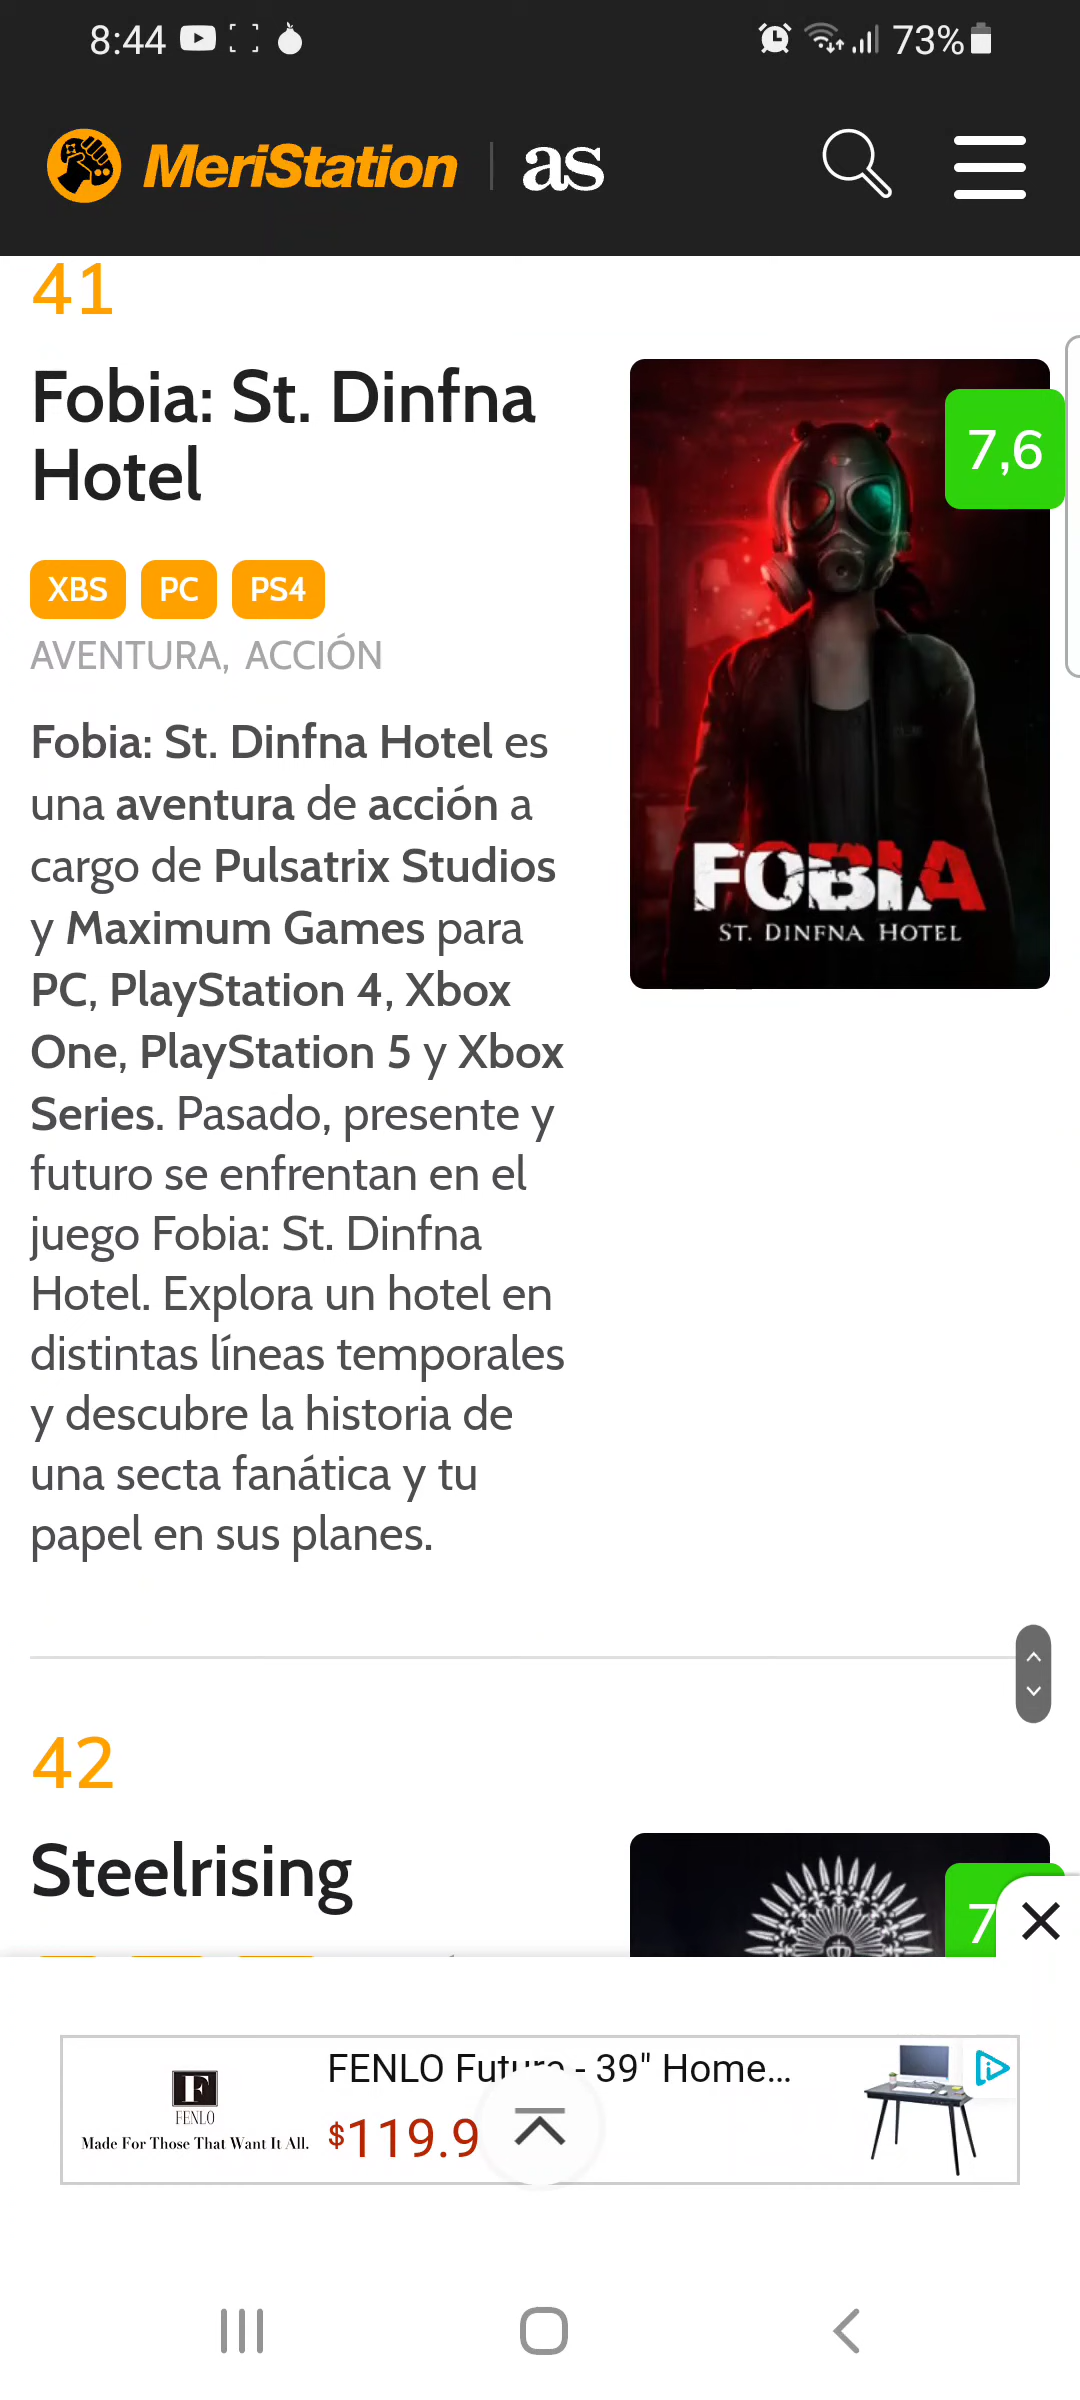 8:44
73%
MeriStation
as
41
Fobia: St. Dinfna
Hotel
7,6
XBS PC PS4
AVENTURA, ACCIÓN
Fobia: St. Dinfna Hotel es
una aventura de acción a
cargo de Pulsatrix Studios
y Maximum Games para
PC, PlayStation 4, Xbox
One, PlayStation 5 y Xbox
Series. Pasado, presente y
futuro se enfrentan en el
juego Fobia: St. Dinfna
Hotel. Explora un hotel en
distintas líneas temporales
y descubre la historia de
una secta fanática y tu
papel en sus planes.
FOBIA
ST. DINFNA HOTEL
42
Steelrising
7
F
FENLO
Made For Those That Want It All.
FENLO Future - 39" Home...
$119.9